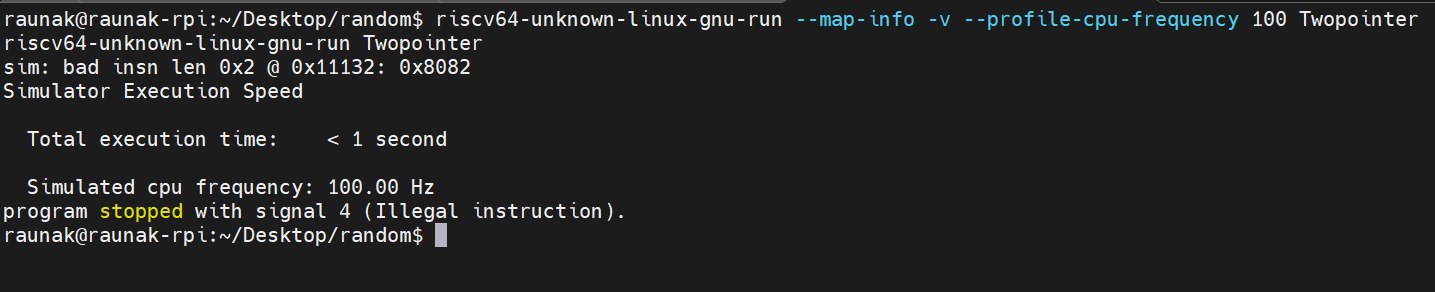 raunak@raunak-rpi:~/Desktop/random$ riscv64-unknown-linux-gnu-run --map-info -v --profile-cpu-frequency 100 Twopointer
riscv64-unknown-linux-gnu-run Twopointer
sim: bad insn len 0x2 @ 0x11132: 0x8082
Simulator Execution Speed
Total execution time:    < 1 second
Simulated cpu frequency: 100.00 Hz
program stopped with signal 4 (Illegal instruction).
raunak@raunak-rpi:~/Desktop/random$